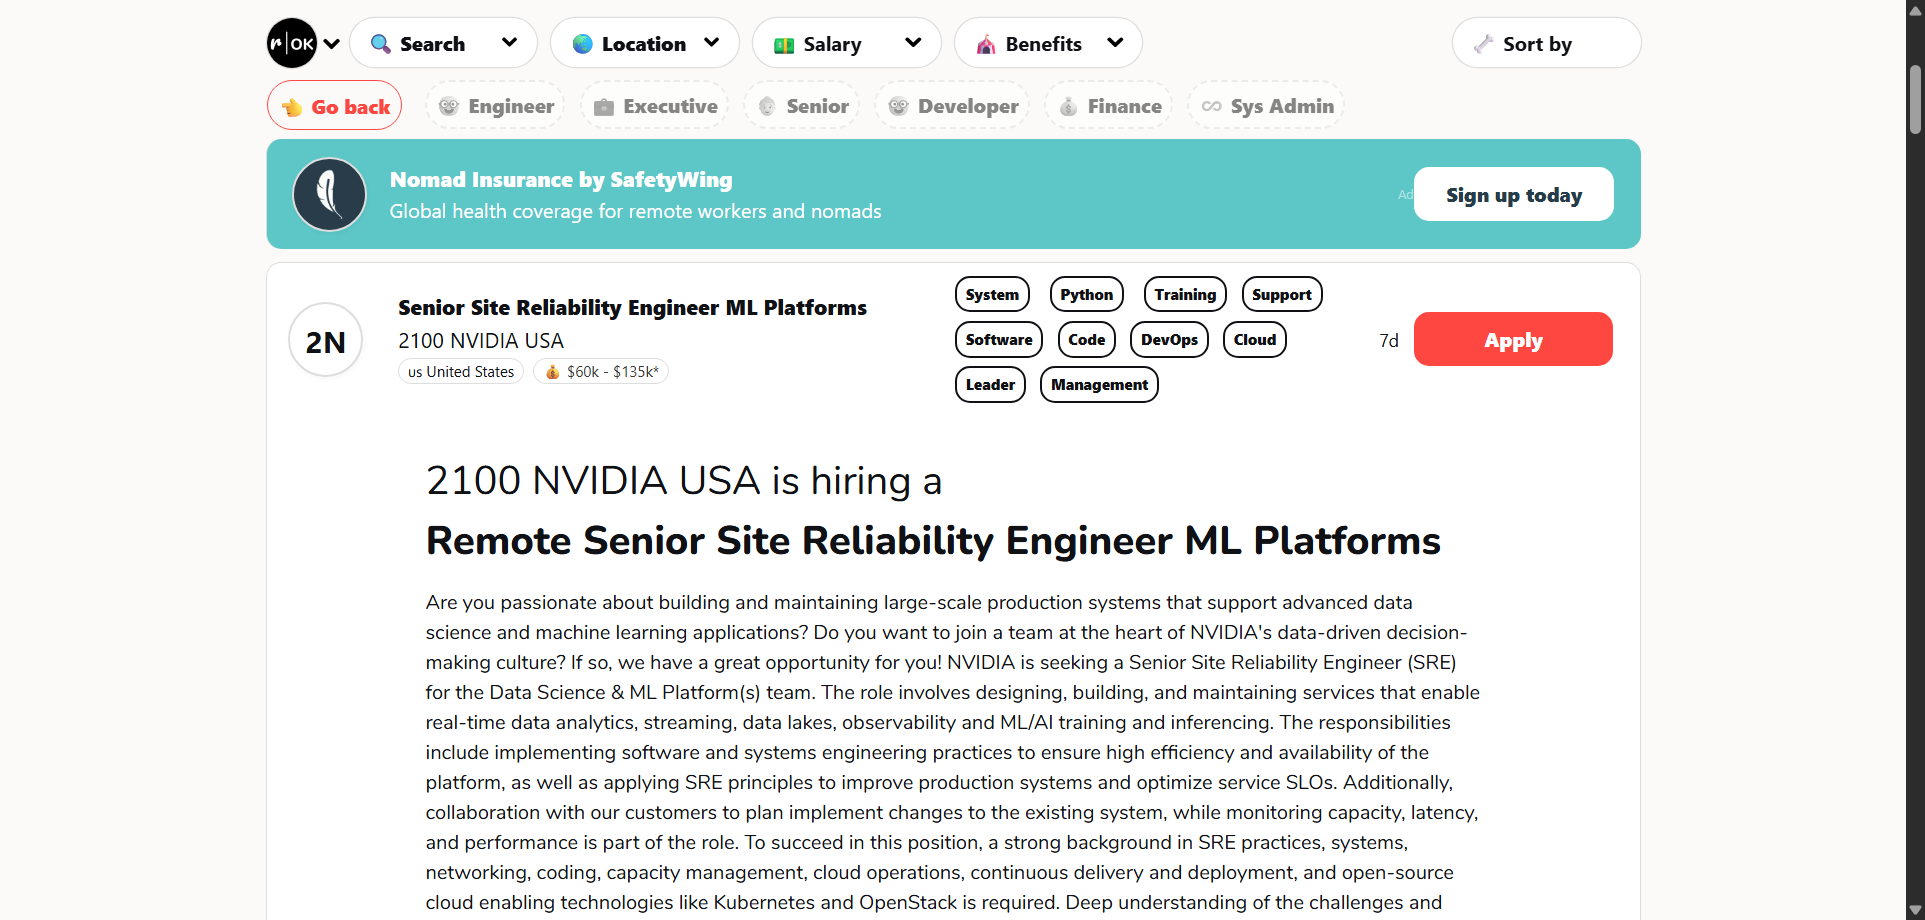 r|OK
Search
Location
Salary
Benefits
Sort by
Go back
Engineer
Executive
Senior
Developer
Finance
Sys Admin
Nomad Insurance by SafetyWing
Global health coverage for remote workers and nomads
Ad
Sign up today
2N
Senior Site Reliability Engineer ML Platforms
2100 NVIDIA USA
us United States
$60k - $135k*
System Python Training Support
Software Code DevOps Cloud
Leader Management
7d
Apply
2100 NVIDIA USA is hiring a
Remote Senior Site Reliability Engineer ML Platforms
Are you passionate about building and maintaining large-scale production systems that support advanced data
science and machine learning applications? Do you want to join a team at the heart of NVIDIA's data-driven decision-
making culture? If so, we have a great opportunity for you! NVIDIA is seeking a Senior Site Reliability Engineer (SRE)
for the Data Science & ML Platform(s) team. The role involves designing, building, and maintaining services that enable
real-time data analytics, streaming, data lakes, observability and ML/AI training and inferencing. The responsibilities
include implementing software and systems engineering practices to ensure high efficiency and availability of the
platform, as well as applying SRE principles to improve production systems and optimize service SLOs. Additionally,
collaboration with our customers to plan implement changes to the existing system, while monitoring capacity, latency,
and performance is part of the role. To succeed in this position, a strong background in SRE practices, systems,
networking, coding, capacity management, cloud operations, continuous delivery and deployment, and open-source
cloud enabling technologies like Kubernetes and OpenStack is required. Deep understanding of the challenges and